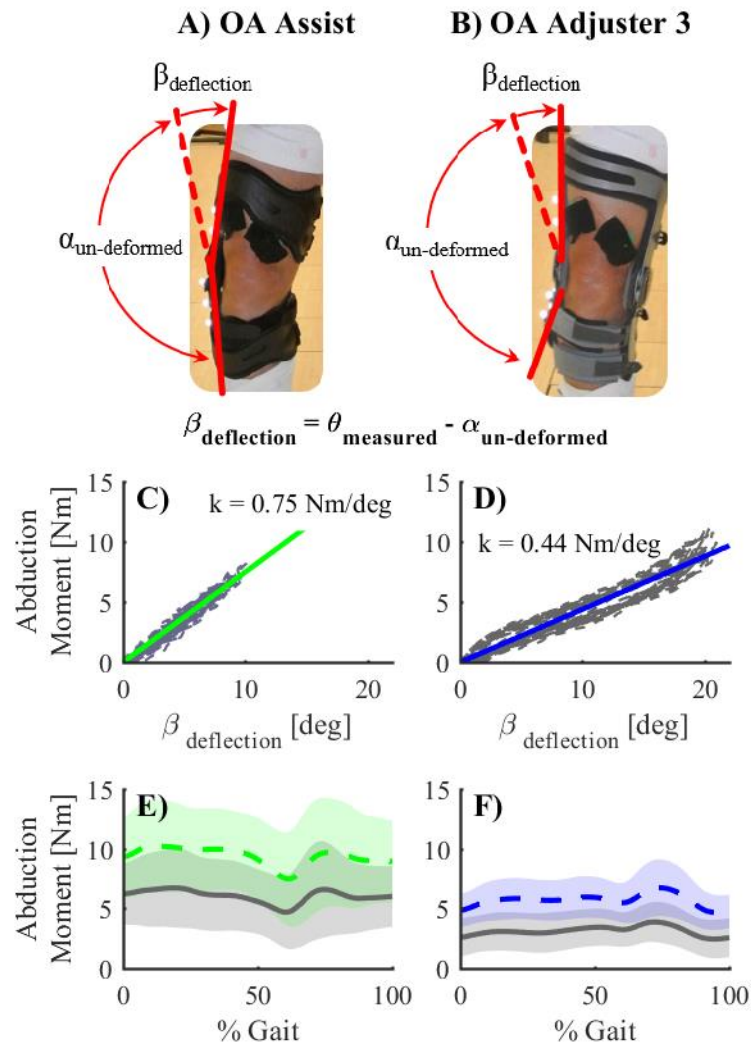 A) OA Assist
B) OA Adjuster 3
βdeflection
βdeflection
αun-deformed
αun-deformed
βdeflection = θmeasured - αun-deformed
C)
k = 0.75 Nm/deg
D)
k = 0.44 Nm/deg
Abduction
Moment [Nm]
15
10
5
0
0 10 20
β deflection [deg]
15
10
5
0
0 10 20
β deflection [deg]
E)
F)
Abduction
Moment [Nm]
15
10
5
0
0 50 100
% Gait
15
10
5
0
0 50 100
% Gait